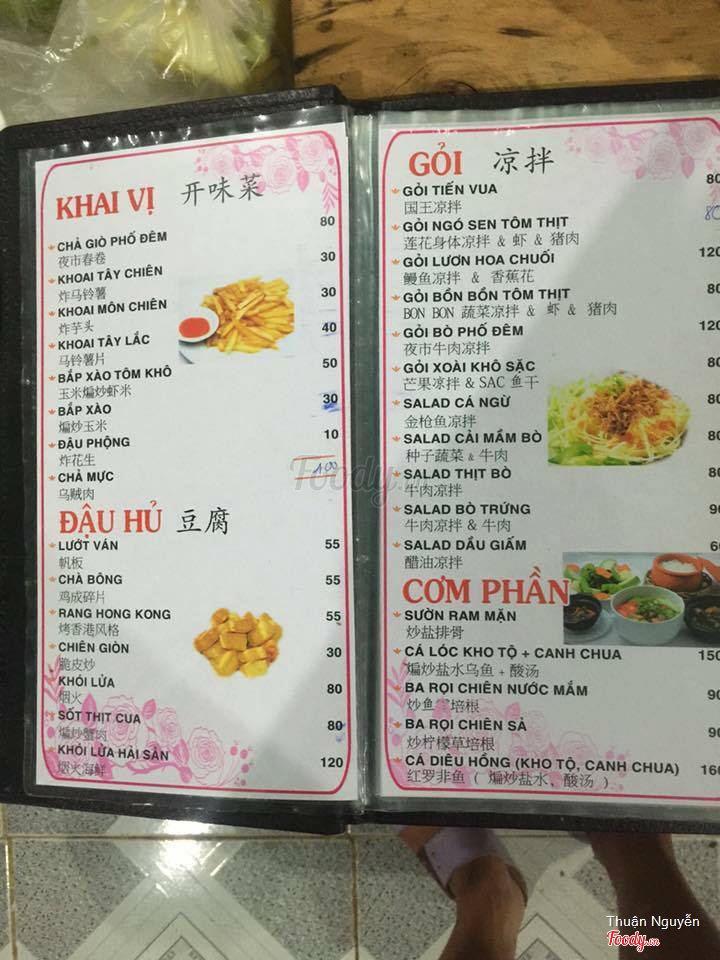 KHAI VỊ 开味菜
CHẢ GIÒ PHỐ ĐÊM 80
夜市春卷
KHOAI TÂY CHIÊN 30
炸马铃薯
KHOAI MÔN CHIÊN 30
炸芋头
KHOAI TÂY LẮC 40
马铃薯片
BẮP XÀO TÔM KHÔ 50
玉米煸炒虾米
BẮP XÀO 30
煸炒玉米
ĐẬU PHỘNG 10
炸花生
CHẢ MỰC 100
乌贼肉
ĐẬU HỦ 豆腐
LƯỚT VÁN 55
帆板
CHÀ BÔNG 55
鸡成碎片
RANG HONG KONG 55
烤香港风格
CHIÊN GIÒN 30
脆皮炒
KHÓI LỬA 80
烟火
SỐT THỊT CUA 80
煸炒蟹肉
KHÓI LỬA HẢI SẢN 120
烟火海鲜
GỎI 凉拌
GỎI TIẾN VUA
国王凉拌
GỎI NGÓ SEN TÔM THỊT
莲花身体凉拌 & 虾 & 猪肉
GỎI LƯƠN HOA CHUỐI
鳗鱼凉拌 & 香蕉花
GỎI BỒN BỒN TÔM THỊT
BON BON 蔬菜凉拌 & 虾 & 猪肉
GỎI BÒ PHỐ ĐÊM
夜市牛肉凉拌
GỎI XOÀI KHÔ SẶC
芒果凉拌 & SAC 鱼干
SALAD CÁ NGỪ
金枪鱼凉拌
SALAD CẢI MẦM BÒ
种子蔬菜 & 牛肉
SALAD THỊT BÒ
牛肉凉拌
SALAD BÒ TRỨNG
牛肉凉拌 & 牛肉
SALAD DẦU GIẤM
醋油凉拌
CƠM PHẦN
SƯỜN RAM MẶN
炒盐排骨
CÁ LÓC KHO TỘ + CANH CHUA 150
煸炒盐水乌鱼 + 酸汤
BA RỌI CHIÊN NƯỚC MẮM
炒鱼 培根
BA RỌI CHIÊN SẢ
炒柠檬草培根
CÁ DIÊU HỒNG (KHO TỘ, CANH CHUA) 160
红罗非鱼 ( 煸炒盐水、酸汤 )
Foody
Thuận Nguyễn
Foody.vn